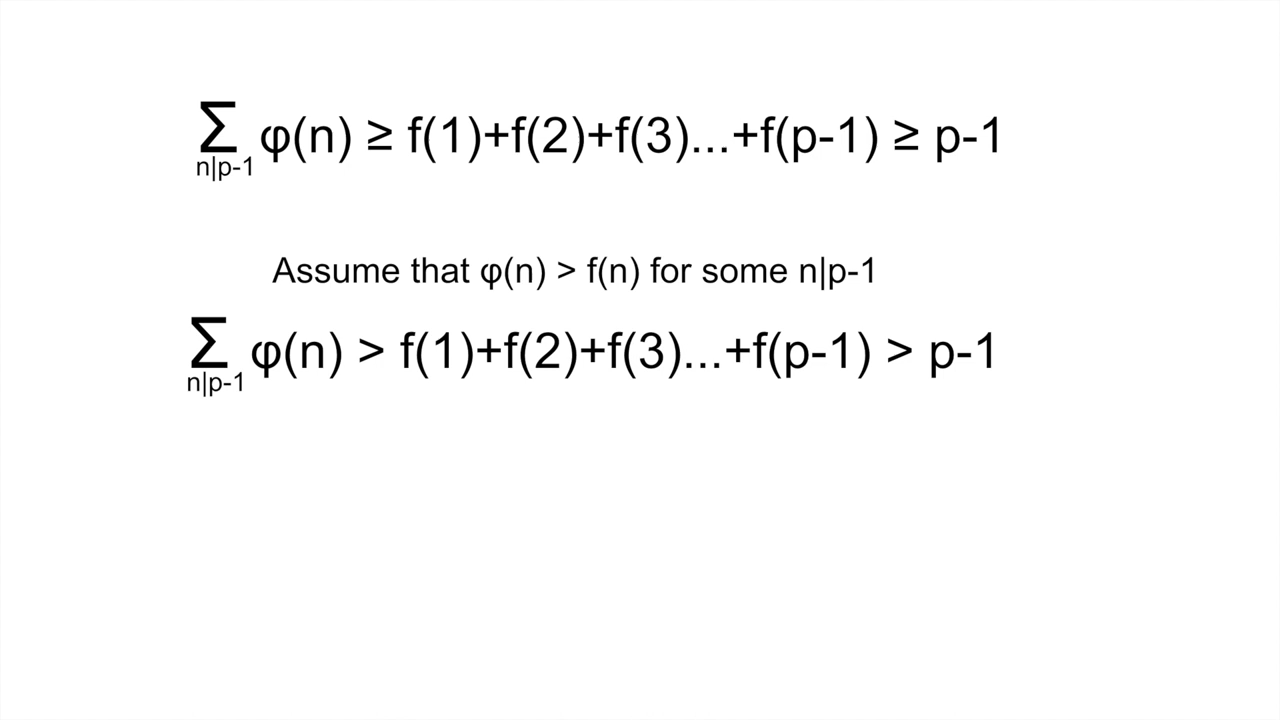 Σ φ(n) ≥ f(1)+f(2)+f(3)...+f(p-1) ≥ p-1
n|p-1
Assume that φ(n) > f(n) for some n|p-1
Σ φ(n) > f(1)+f(2)+f(3)...+f(p-1) > p-1
n|p-1